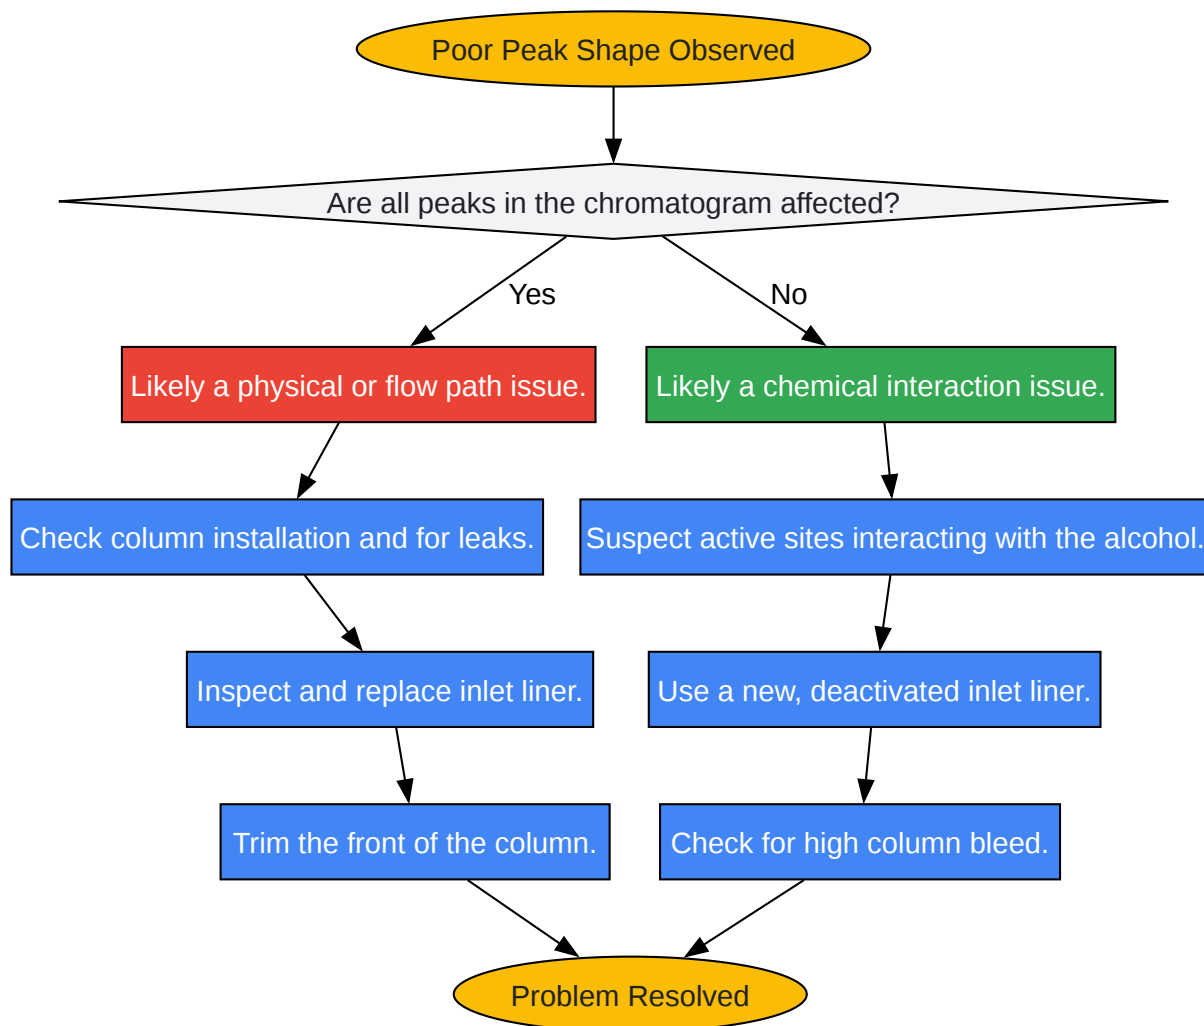 Poor Peak Shape Observed
Are all peaks in the chromatogram affected?
Yes
No
Likely a physical or flow path issue.
Likely a chemical interaction issue.
Check column installation and for leaks.
Suspect active sites interacting with the alcohol.
Inspect and replace inlet liner.
Use a new, deactivated inlet liner.
Trim the front of the column.
Check for high column bleed.
Problem Resolved